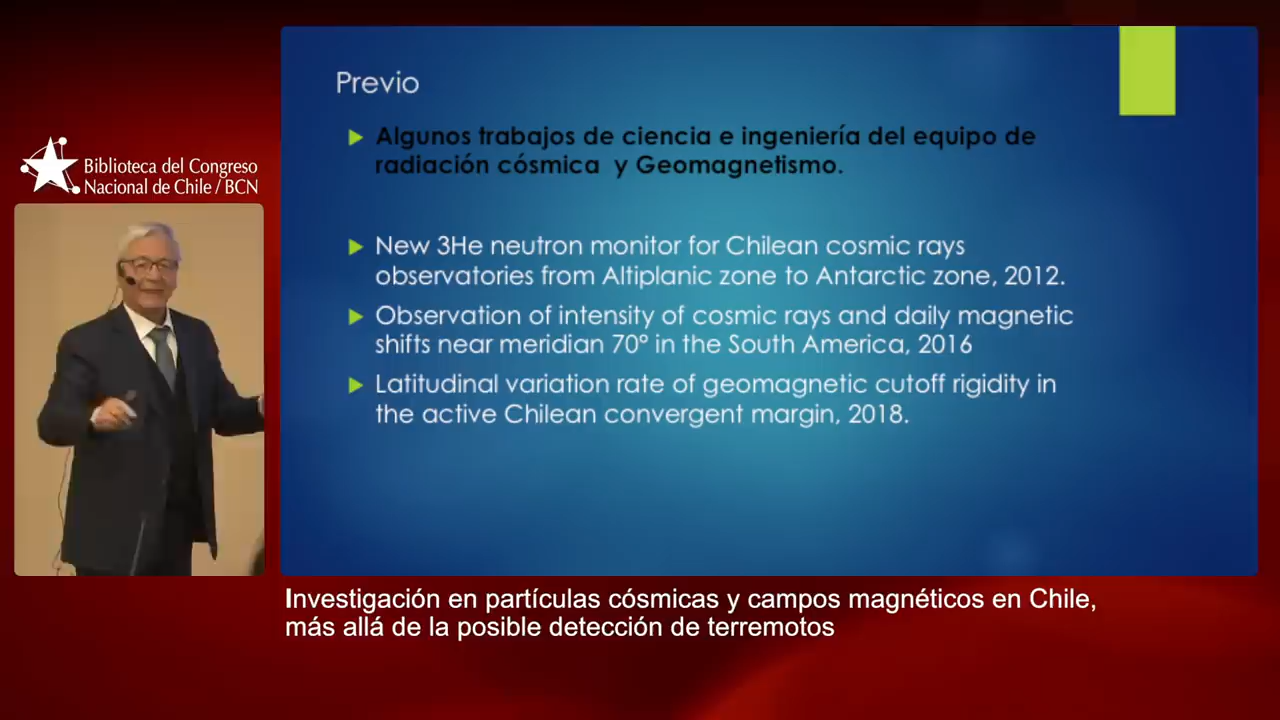 Biblioteca del Congreso
Nacional de Chile / BCN
Previo
Algunos trabajos de ciencia e ingeniería del equipo de
radiación cósmica y Geomagnetismo.
New 3He neutron monitor for Chilean cosmic rays
observatories from Altiplanic zone to Antarctic zone, 2012.
Observation of intensity of cosmic rays and daily magnetic
shifts near meridian 70° in the South America, 2016
Latitudinal variation rate of geomagnetic cutoff rigidity in
the active Chilean convergent margin, 2018.
Investigación en partículas cósmicas y campos magnéticos en Chile,
más allá de la posible detección de terremotos